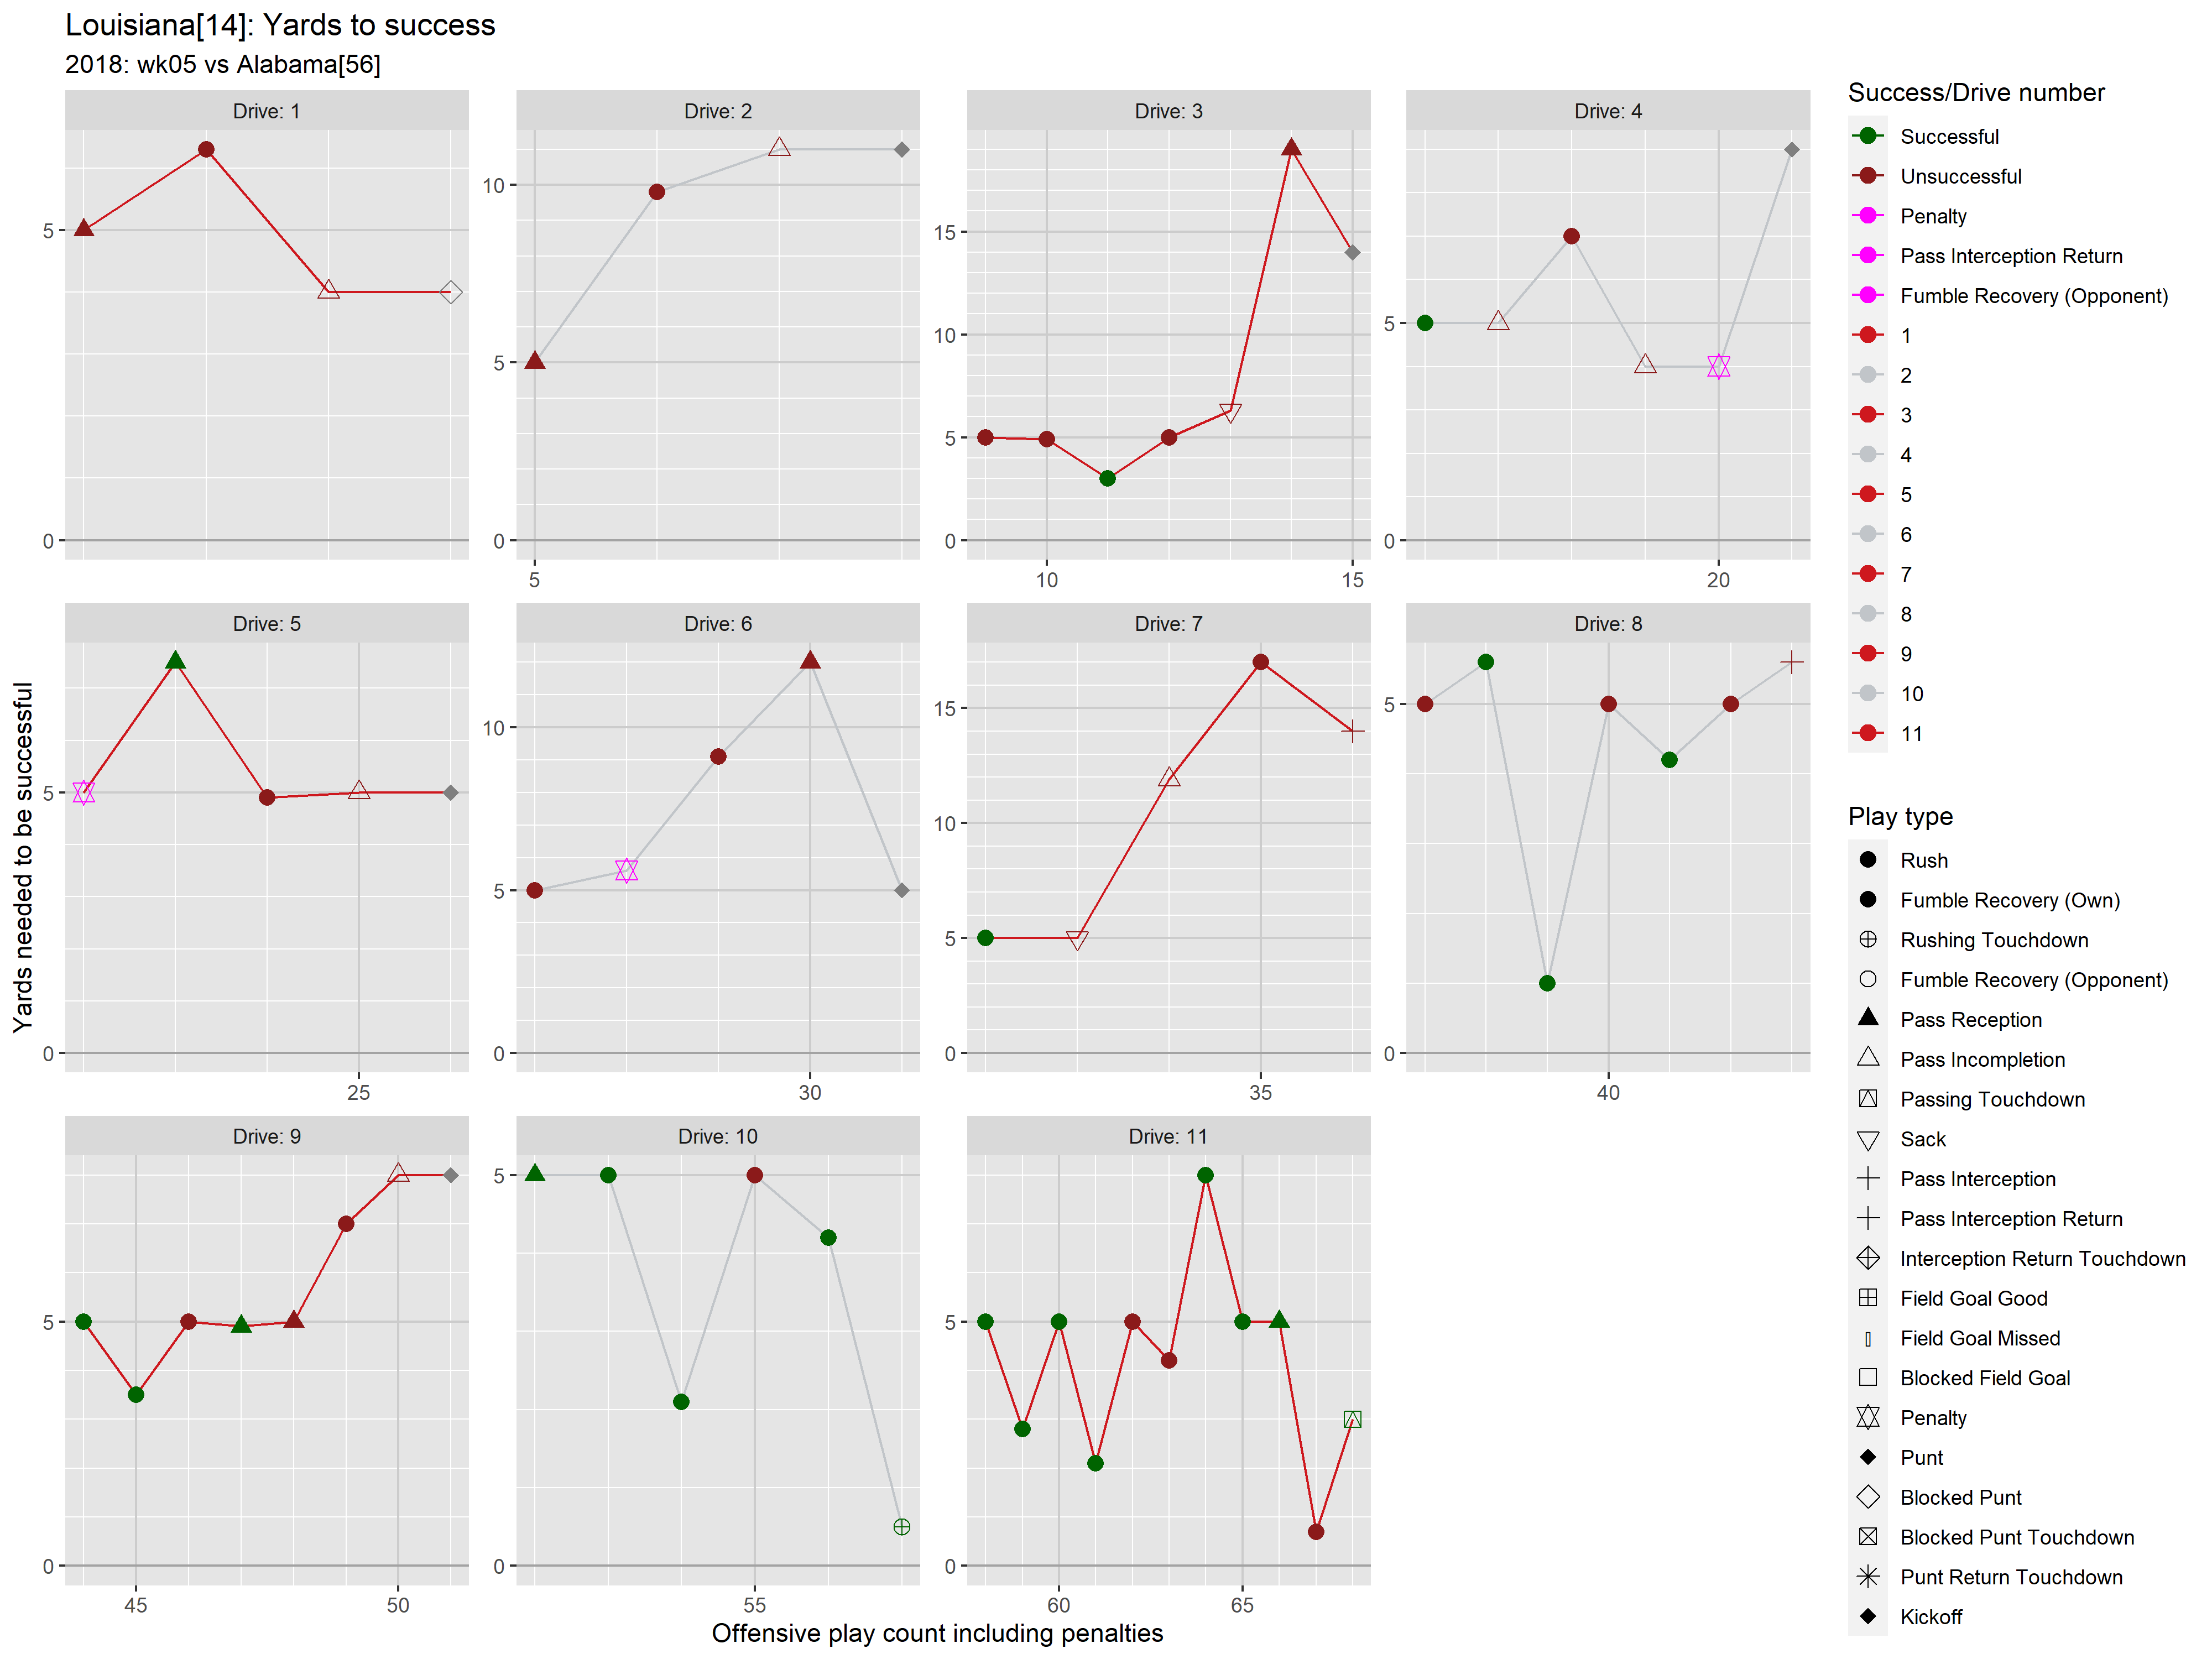 Louisiana[14]: Yards to success
2018: wk05 vs Alabama[56]
Drive: 1
Drive: 2
Drive: 3
Drive: 4
5
0
10
5
0
5
15
10
5
0
10
15
5
0
20
Drive: 5
Drive: 6
Drive: 7
Drive: 8
5
0
25
10
5
0
30
15
10
5
0
35
5
0
40
Drive: 9
Drive: 10
Drive: 11
5
0
45
50
5
0
55
5
0
60
65
Yards needed to be successful
Offensive play count including penalties
Success/Drive number
Successful
Unsuccessful
Penalty
Pass Interception Return
Fumble Recovery (Opponent)
1
2
3
4
5
6
7
8
9
10
11
Play type
Rush
Fumble Recovery (Own)
Rushing Touchdown
Fumble Recovery (Opponent)
Pass Reception
Pass Incompletion
Passing Touchdown
Sack
Pass Interception
Pass Interception Return
Interception Return Touchdown
Field Goal Good
Field Goal Missed
Blocked Field Goal
Penalty
Punt
Blocked Punt
Blocked Punt Touchdown
Punt Return Touchdown
Kickoff